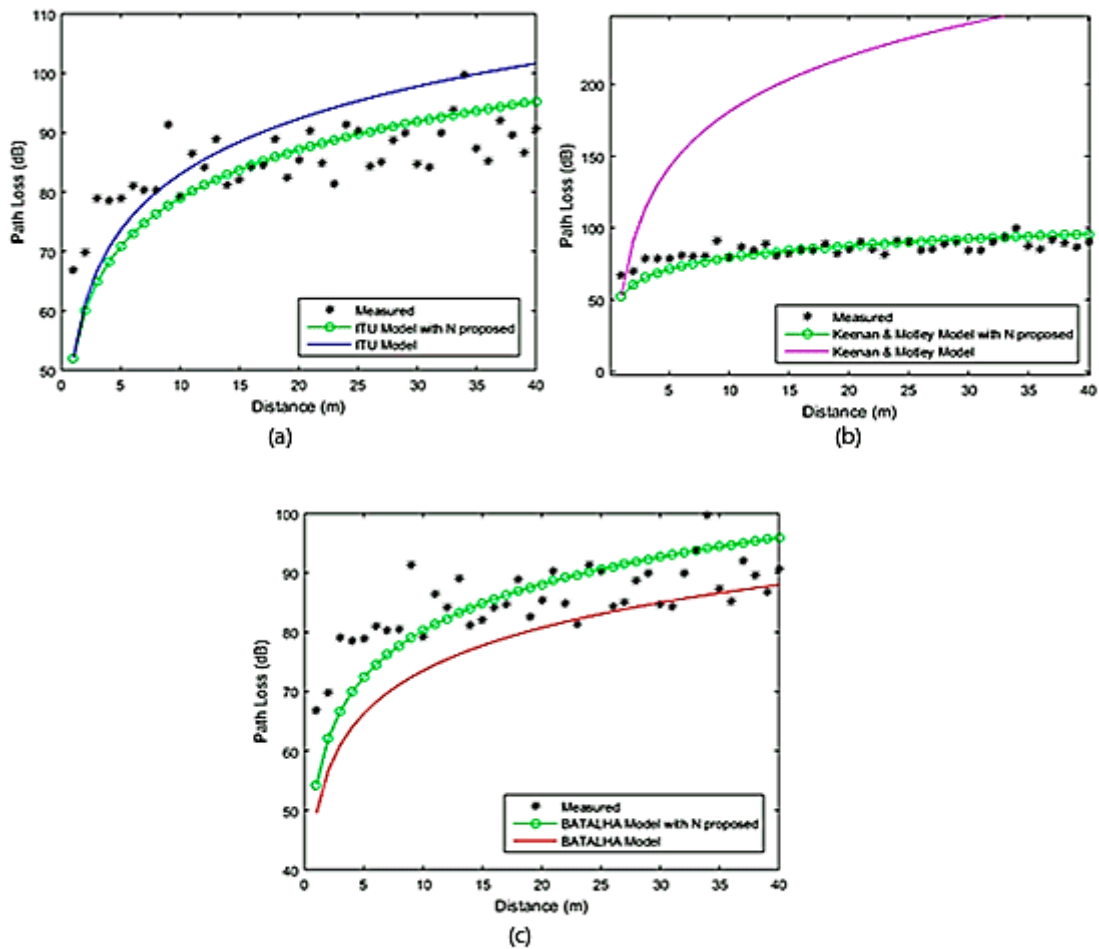 110
100
90
80
70
60
50
Path Loss (dB)
Measured
ITU Model with N proposed
ITU Model
0 5 10 15 20 25 30 35 40
Distance (m)
(a)
200
150
100
50
0
Path Loss (dB)
Measured
Keenan & Motley Model with N proposed
Keenan & Motley Model
5 10 15 20 25 30 35 40
Distance (m)
(b)
100
90
80
70
60
50
40
Path Loss (dB)
Measured
BATALHA Model with N proposed
BATALHA Model
0 5 10 15 20 25 30 35 40
Distance (m)
(c)